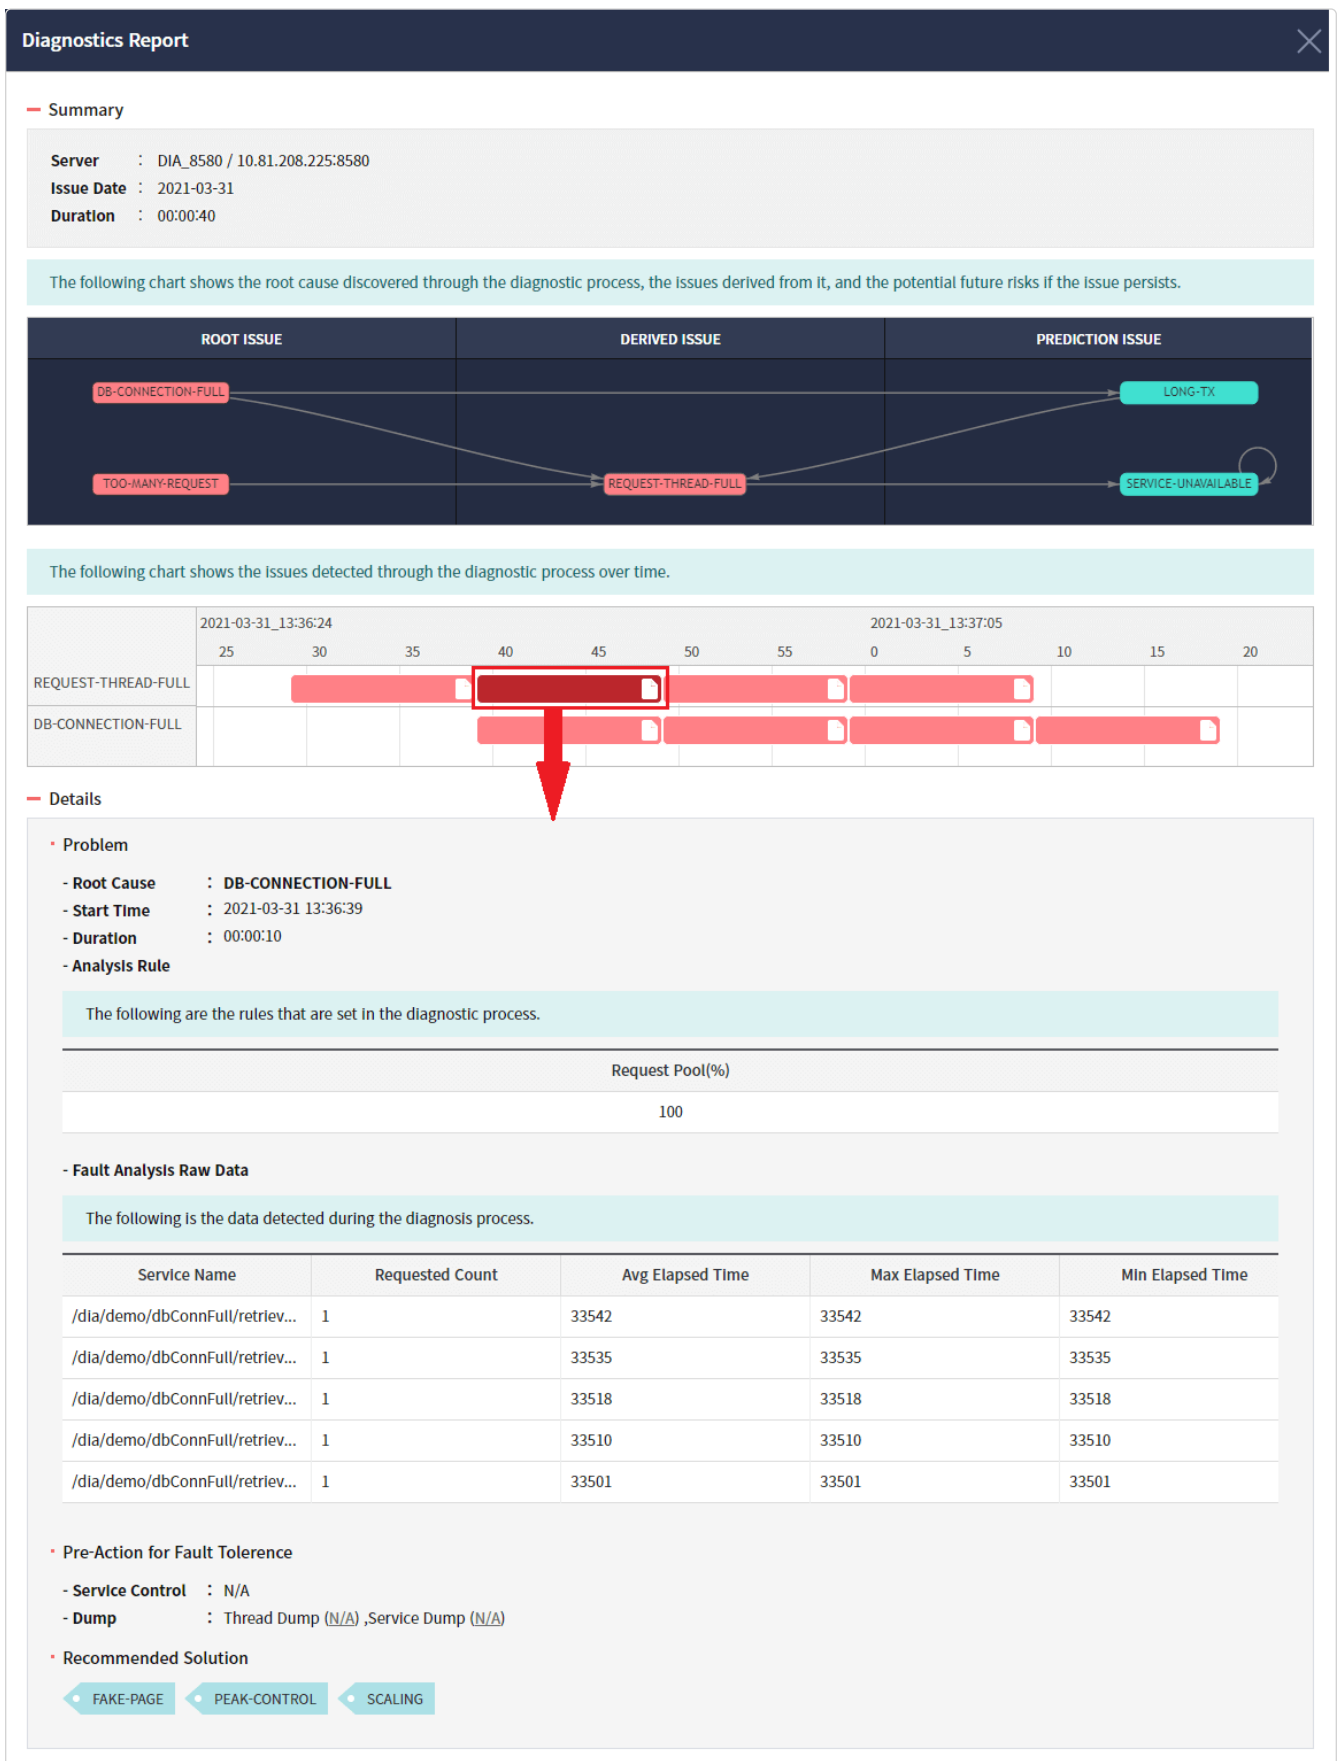 Diagnostics Report
Summary
Server : DIA_8580 / 10.81.208.225:8580
Issue Date : 2021-03-31
Duration : 00:00:40
The following chart shows the root cause discovered through the diagnostic process, the issues derived from it, and the potential future risks if the issue persists.
ROOT ISSUE DERIVED ISSUE PREDICTION ISSUE
DB-CONNECTION-FULL LONG-TX
TOO-MANY-REQUEST REQUEST-THREAD-FULL SERVICE-UNAVAILABLE
The following chart shows the issues detected through the diagnostic process over time.
2021-03-31_13:36:24 2021-03-31_13:37:05
25 30 35 40 45 50 55 0 5 10 15 20
REQUEST-THREAD-FULL
DB-CONNECTION-FULL
Details
Problem
- Root Cause : DB-CONNECTION-FULL
- Start Time : 2021-03-31 13:36:39
- Duration : 00:00:10
- Analysis Rule
The following are the rules that are set in the diagnostic process.
Request Pool(%)
100
- Fault Analysis Raw Data
The following is the data detected during the diagnosis process.
Service Name Requested Count Avg Elapsed Time Max Elapsed Time Min Elapsed Time
/dia/demo/dbConnFull/retriev... 1 33542 33542 33542
/dia/demo/dbConnFull/retriev... 1 33535 33535 33535
/dia/demo/dbConnFull/retriev... 1 33518 33518 33518
/dia/demo/dbConnFull/retriev... 1 33510 33510 33510
/dia/demo/dbConnFull/retriev... 1 33501 33501 33501
Pre-Action for Fault Tolerence
- Service Control : N/A
- Dump : Thread Dump (N/A) ,Service Dump (N/A)
Recommended Solution
FAKE-PAGE PEAK-CONTROL SCALING